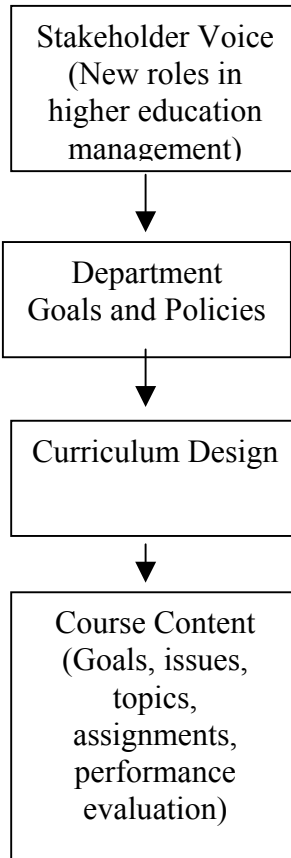 Stakeholder Voice
(New roles in
higher education
management)
Department
Goals and Policies
Curriculum Design
Course Content
(Goals, issues,
topics,
assignments,
performance
evaluation)